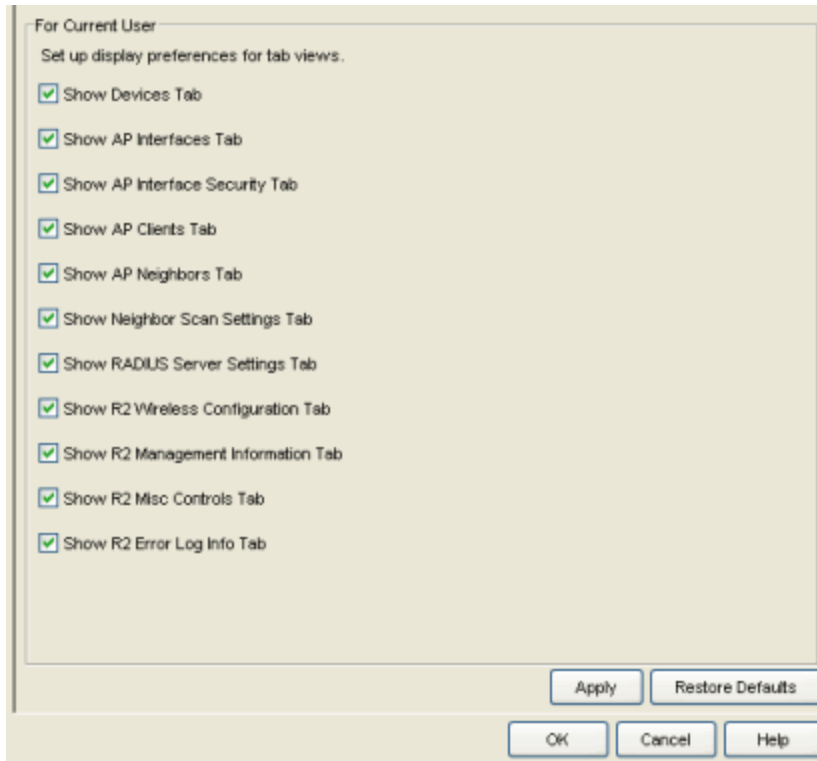 For Current User
Set up display preferences for tab views.
Show Devices Tab
Show AP Interfaces Tab
Show AP Interface Security Tab
Show AP Clients Tab
Show AP Neighbors Tab
Show Neighbor Scan Settings Tab
Show RADIUS Server Settings Tab
Show R2 Wireless Configuration Tab
Show R2 Management Information Tab
Show R2 Misc Controls Tab
Show R2 Error Log Info Tab
Apply Restore Defaults
OK Cancel Help